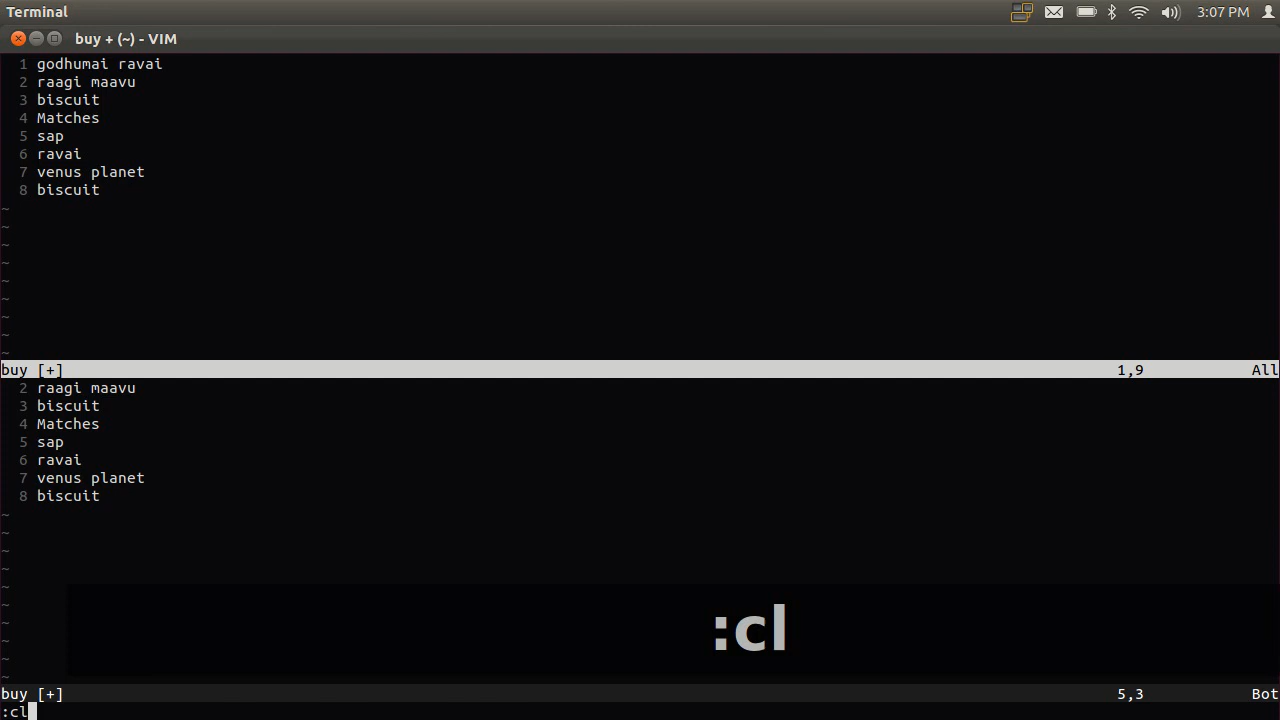 Terminal 3:07 PM
buy + (~) - VIM
1 godhumai ravai
2 raagi maavu
3 biscuit
4 Matches
5 sap
6 ravai
7 venus planet
8 biscuit
~
~
~
~
~
~
~
~
~
buy [+] 1,9 All
2 raagi maavu
3 biscuit
4 Matches
5 sap
6 ravai
7 venus planet
8 biscuit
~
~
~
~
~
~
~
~
~
~
:cl
buy [+] 5,3 Bot
:cl